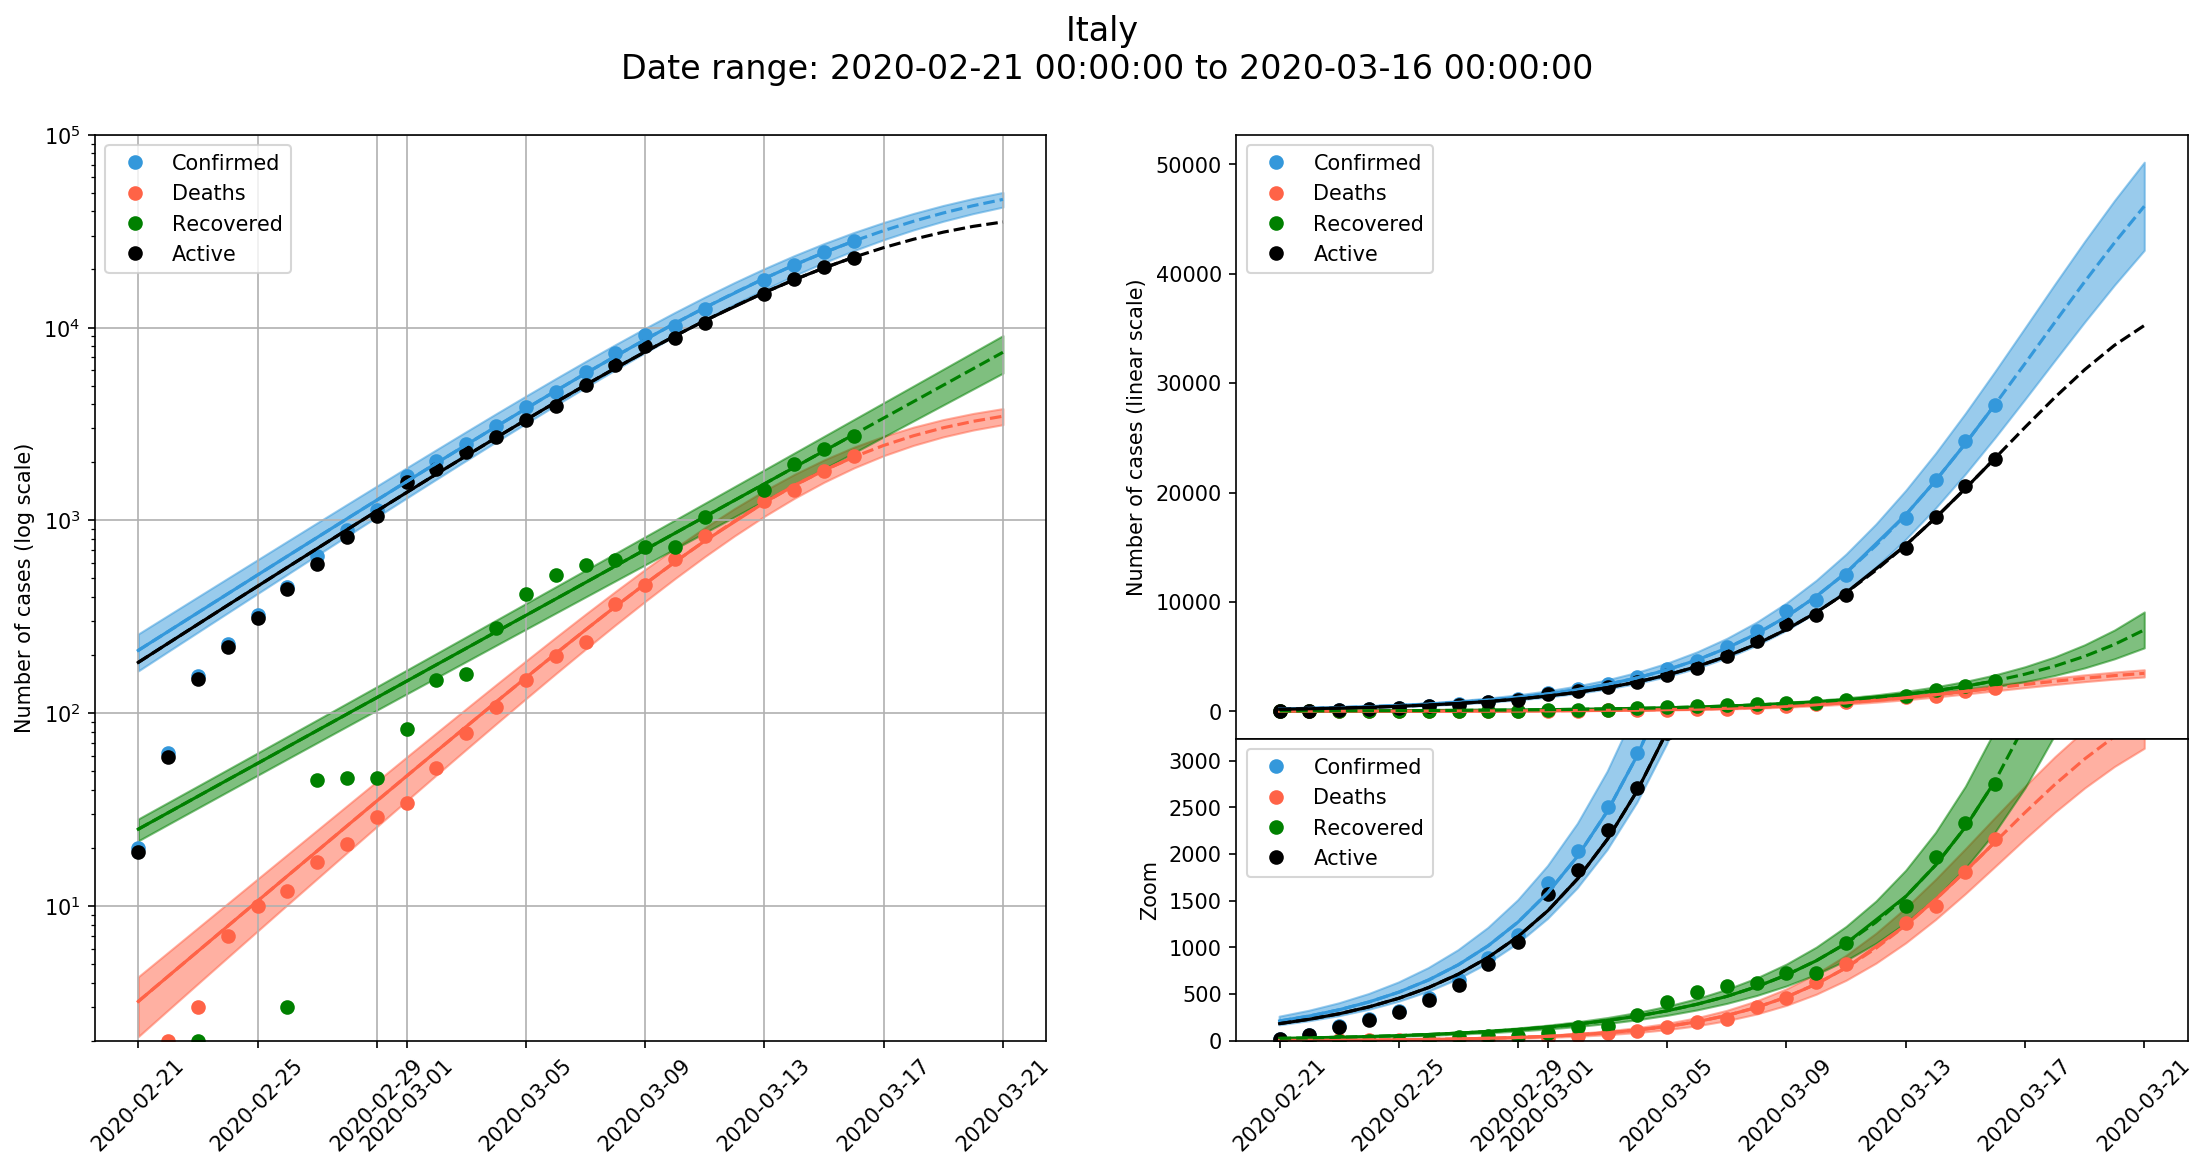 Italy
Date range: 2020-02-21 00:00:00 to 2020-03-16 00:00:00
Number of cases (log scale)
10^5
10^4
10^3
10^2
10^1
Confirmed
Deaths
Recovered
Active
2020-02-21
2020-02-25
2020-02-29
2020-03-01
2020-03-05
2020-03-09
2020-03-13
2020-03-17
2020-03-21
Number of cases (linear scale)
50000
40000
30000
20000
10000
0
Confirmed
Deaths
Recovered
Active
Zoom
3000
2500
2000
1500
1000
500
0
Confirmed
Deaths
Recovered
Active
2020-02-21
2020-02-25
2020-02-29
2020-03-01
2020-03-05
2020-03-09
2020-03-13
2020-03-17
2020-03-21